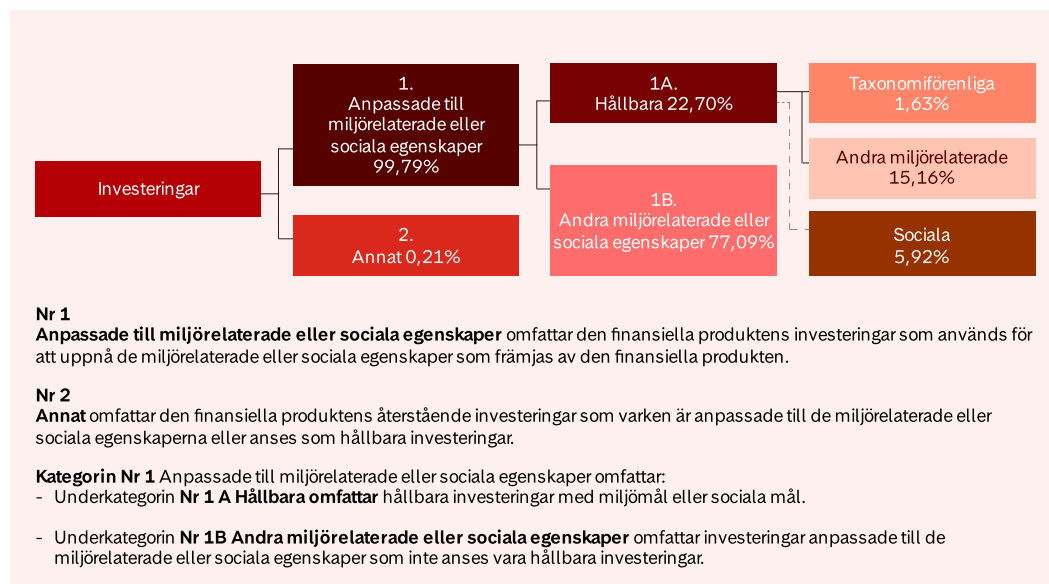 Investeringar
1.
Anpassade till
miljörelaterade eller
sociala egenskaper
99,79%
2.
Annat 0,21%
1A.
Hållbara 22,70%
1B.
Andra miljörelaterade eller
sociala egenskaper 77,09%
Taxonomiförenliga
1,63%
Andra miljörelaterade
15,16%
Sociala
5,92%
Nr 1
Anpassade till miljörelaterade eller sociala egenskaper omfattar den finansiella produktens investeringar som används för
att uppnå de miljörelaterade eller sociala egenskaper som främjas av den finansiella produkten.
Nr 2
Annat omfattar den finansiella produktens återstående investeringar som varken är anpassade till de miljörelaterade eller
sociala egenskaperna eller anses som hållbara investeringar.
Kategorin Nr 1 Anpassade till miljörelaterade eller sociala egenskaper omfattar:
- Underkategorin Nr 1 A Hållbara omfattar hållbara investeringar med miljömål eller sociala mål.
- Underkategorin Nr 1B Andra miljörelaterade eller sociala egenskaper omfattar investeringar anpassade till de
miljörelaterade eller sociala egenskaper som inte anses vara hållbara investeringar.